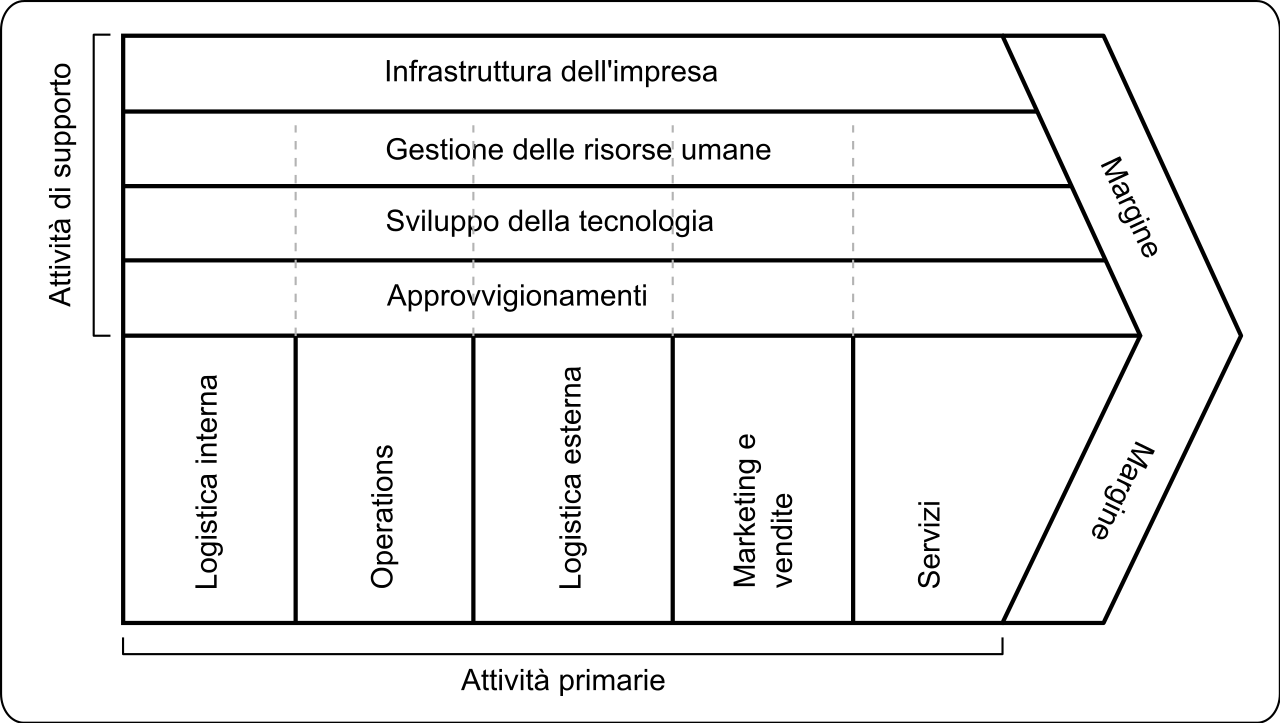 Attività di supporto
Infrastruttura dell'impresa
Gestione delle risorse umane
Sviluppo della tecnologia
Approvvigionamenti
Margine
Logistica interna
Operations
Logistica esterna
Marketing e
vendite
Servizi
Margine
Attività primarie